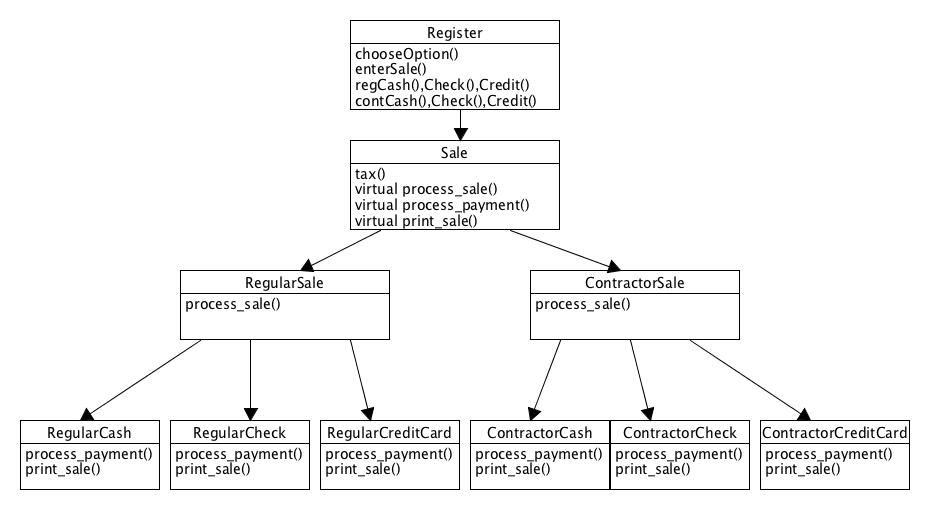 Register
chooseOption()
enterSale()
regCash(),Check(),Credit()
contCash(),Check(),Credit()
Sale
tax()
virtual process_sale()
virtual process_payment()
virtual print_sale()
RegularSale
process_sale()
ContractorSale
process_sale()
RegularCash
process_payment()
print_sale()
RegularCheck
process_payment()
print_sale()
RegularCreditCard
process_payment()
print_sale()
ContractorCash
process_payment()
print_sale()
ContractorCheck
process_payment()
print_sale()
ContractorCreditCard
process_payment()
print_sale()